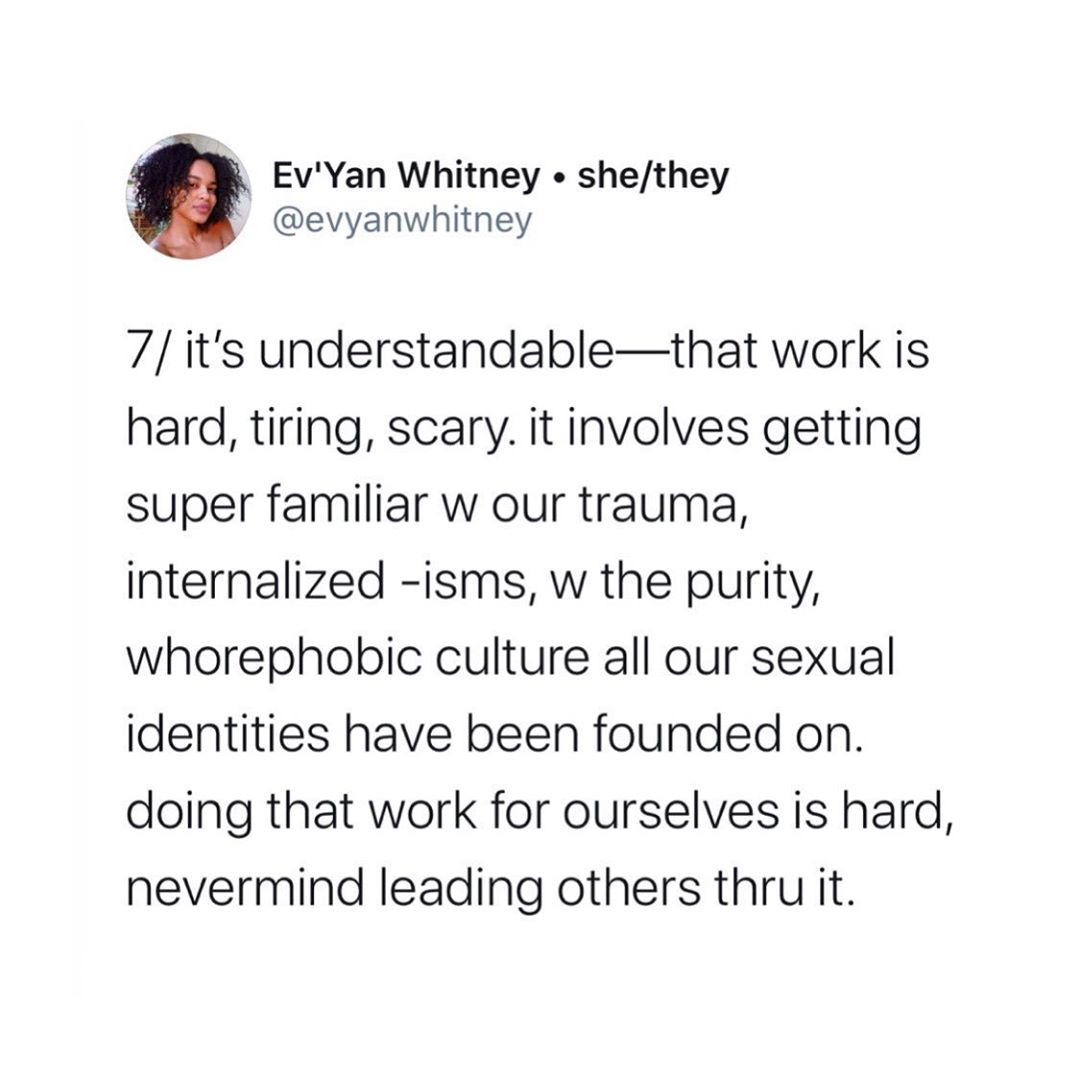 Ev'Yan Whitney • she/they
@evyanwhitney
7/ it's understandable—that work is
hard, tiring, scary. it involves getting
super familiar w our trauma,
internalized -isms, w the purity,
whorephobic culture all our sexual
identities have been founded on.
doing that work for ourselves is hard,
nevermind leading others thru it.